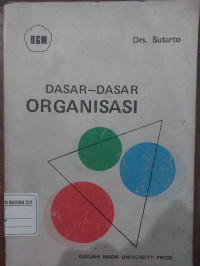 UGM
Drs. Sutarto
DASAR-DASAR
ORGANISASI
GADJAH MADA UNIVERSITY PRESS